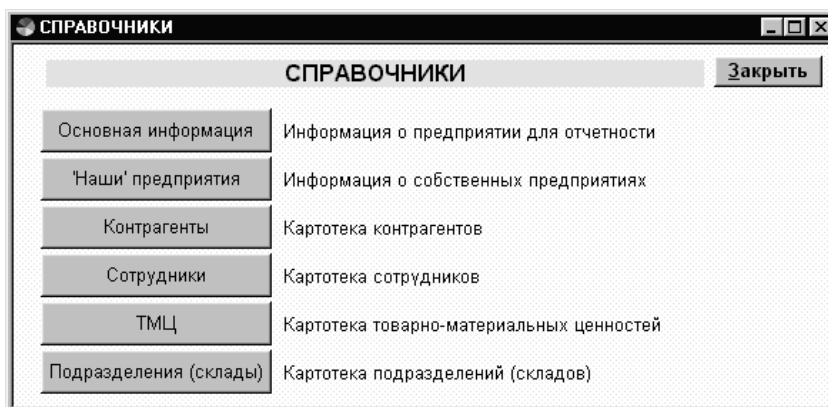 СПРАВОЧНИКИ
СПРАВОЧНИКИ Закрыть
Основная информация Информация о предприятии для отчетности
'Наши' предприятия Информация о собственных предприятиях
Контрагенты Картотека контрагентов
Сотрудники Картотека сотрудников
ТМЦ Картотека товарно-материальных ценностей
Подразделения (склады) Картотека подразделений (складов)